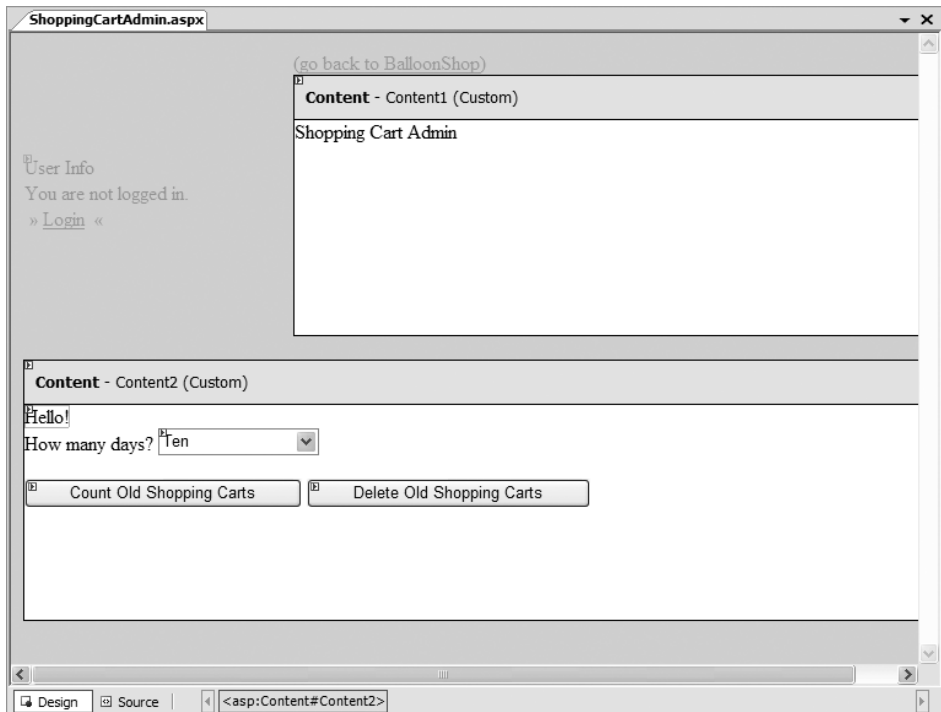 ShoppingCartAdmin.aspx
(go back to BalloonShop)
Content - Content1 (Custom)
Shopping Cart Admin
User Info
You are not logged in.
» Login «
Content - Content2 (Custom)
Hello!
How many days? Ten
Count Old Shopping Carts Delete Old Shopping Carts
Design Source <asp:Content#Content2>